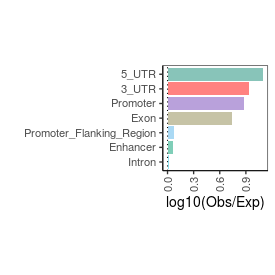 5_UTR
3_UTR
Promoter
Exon
Promoter_Flanking_Region
Enhancer
Intron
0.0
0.3
0.6
0.9
log10(Obs/Exp)